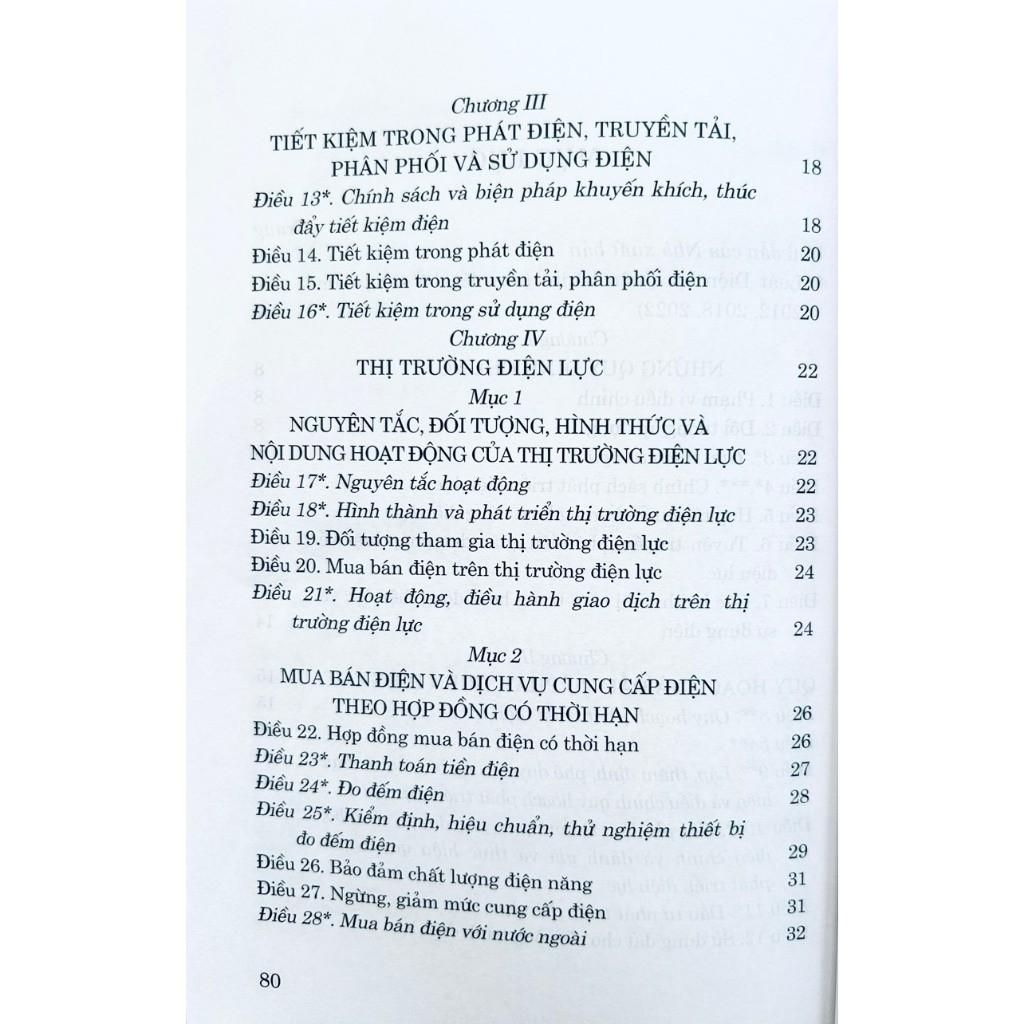 Chương III
TIẾT KIỆM TRONG PHÁT ĐIỆN, TRUYỀN TẢI,
PHÂN PHỐI VÀ SỬ DỤNG ĐIỆN 18
Điều 13*. Chính sách và biện pháp khuyến khích, thúc
đẩy tiết kiệm điện 18
Điều 14. Tiết kiệm trong phát điện 20
Điều 15. Tiết kiệm trong truyền tải, phân phối điện 20
Điều 16*. Tiết kiệm trong sử dụng điện 20
Chương IV
THỊ TRƯỜNG ĐIỆN LỰC 22
Mục 1
NGUYÊN TẮC, ĐỐI TƯỢNG, HÌNH THỨC VÀ
NỘI DUNG HOẠT ĐỘNG CỦA THỊ TRƯỜNG ĐIỆN LỰC 22
Điều 17*. Nguyên tắc hoạt động 22
Điều 18*. Hình thành và phát triển thị trường điện lực 23
Điều 19. Đối tượng tham gia thị trường điện lực 23
Điều 20. Mua bán điện trên thị trường điện lực 24
Điều 21*. Hoạt động, điều hành giao dịch trên thị
trường điện lực 24
Mục 2
MUA BÁN ĐIỆN VÀ DỊCH VỤ CUNG CẤP ĐIỆN
THEO HỢP ĐỒNG CÓ THỜI HẠN 26
Điều 22. Hợp đồng mua bán điện có thời hạn 26
Điều 23*. Thanh toán tiền điện 27
Điều 24*. Đo đếm điện 28
Điều 25*. Kiểm định, hiệu chuẩn, thử nghiệm thiết bị
đo đếm điện 29
Điều 26. Bảo đảm chất lượng điện năng 31
Điều 27. Ngừng, giảm mức cung cấp điện 31
Điều 28*. Mua bán điện với nước ngoài 32
80